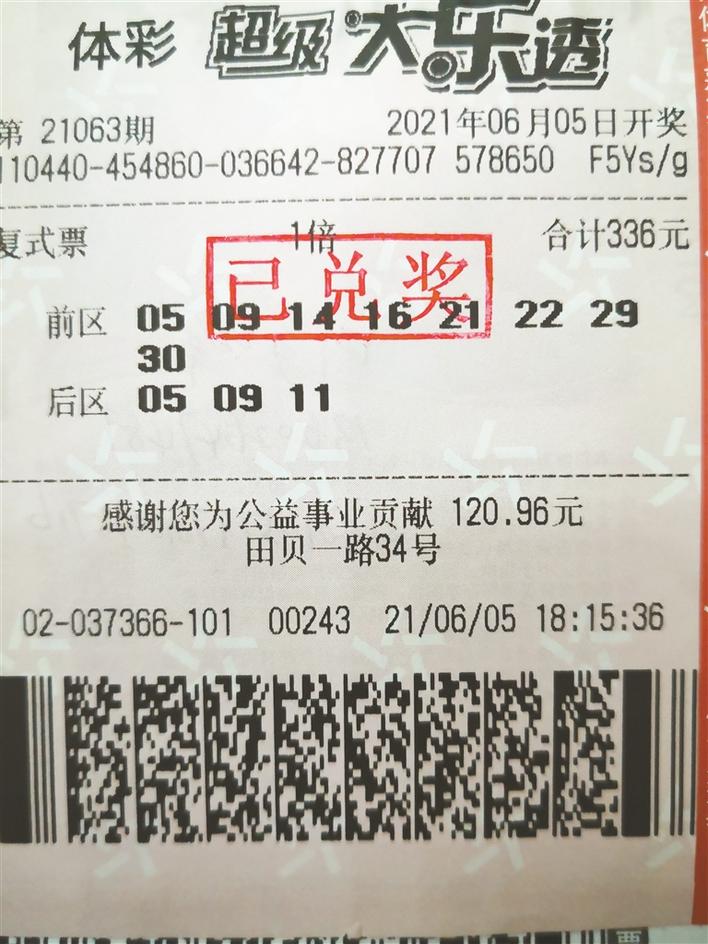 体彩 超级大乐透
第 21063期 2021年06月05日开奖
110440-454860-036642-827707 578650 F5Ys/g
复式票 1倍 合计336元
已兑奖
前区 05 09 14 16 21 22 29
30
后区 05 09 11
感谢您为公益事业贡献 120.96元
田贝一路34号
02-037366-101 00243 21/06/05 18:15:36